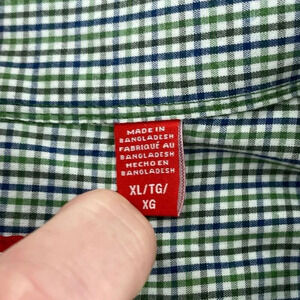 MADE IN
BANGLADESH
FABRIQUÉ AU
BANGLADESH
HECHO EN
BANGLADESH
XL/TG/
XG